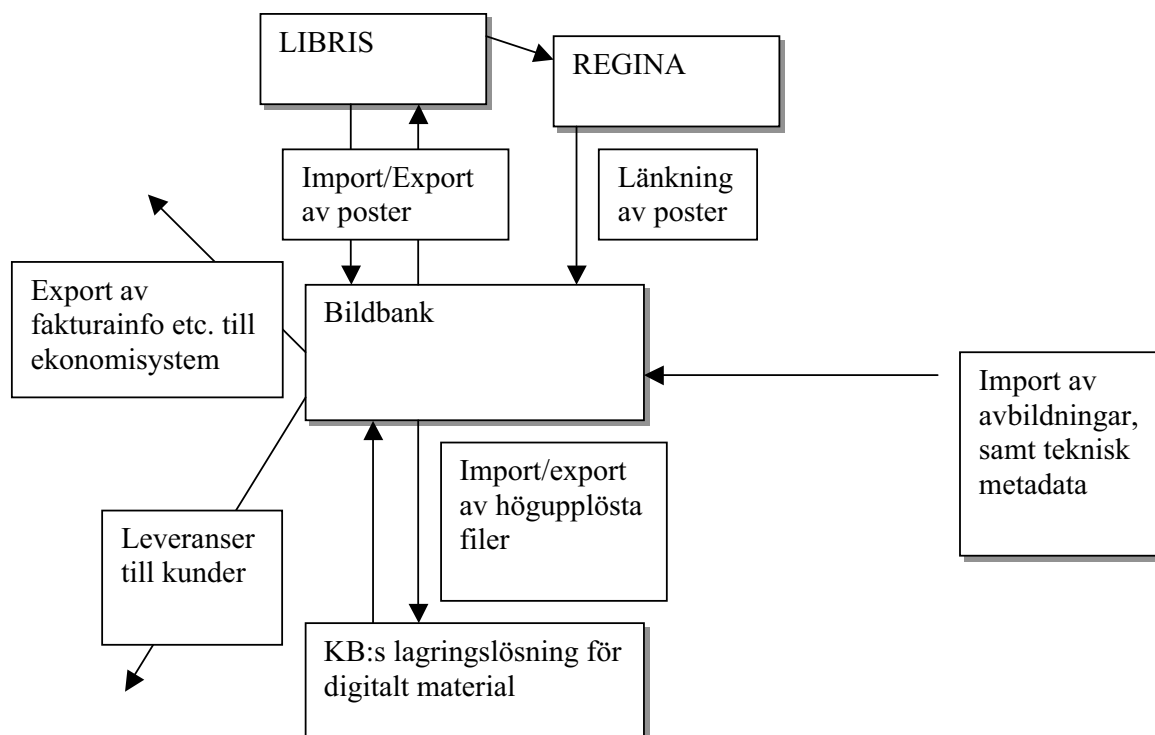 LIBRIS
REGINA
Import/Export
av poster
Länkning
av poster
Export av
fakturainfo etc. till
ekonomisystem
Bildbank
Import av
avbildningar,
samt teknisk
metadata
Import/export
av högupplösta
filer
Leveranser
till kunder
KB:s lagringslösning för
digitalt material